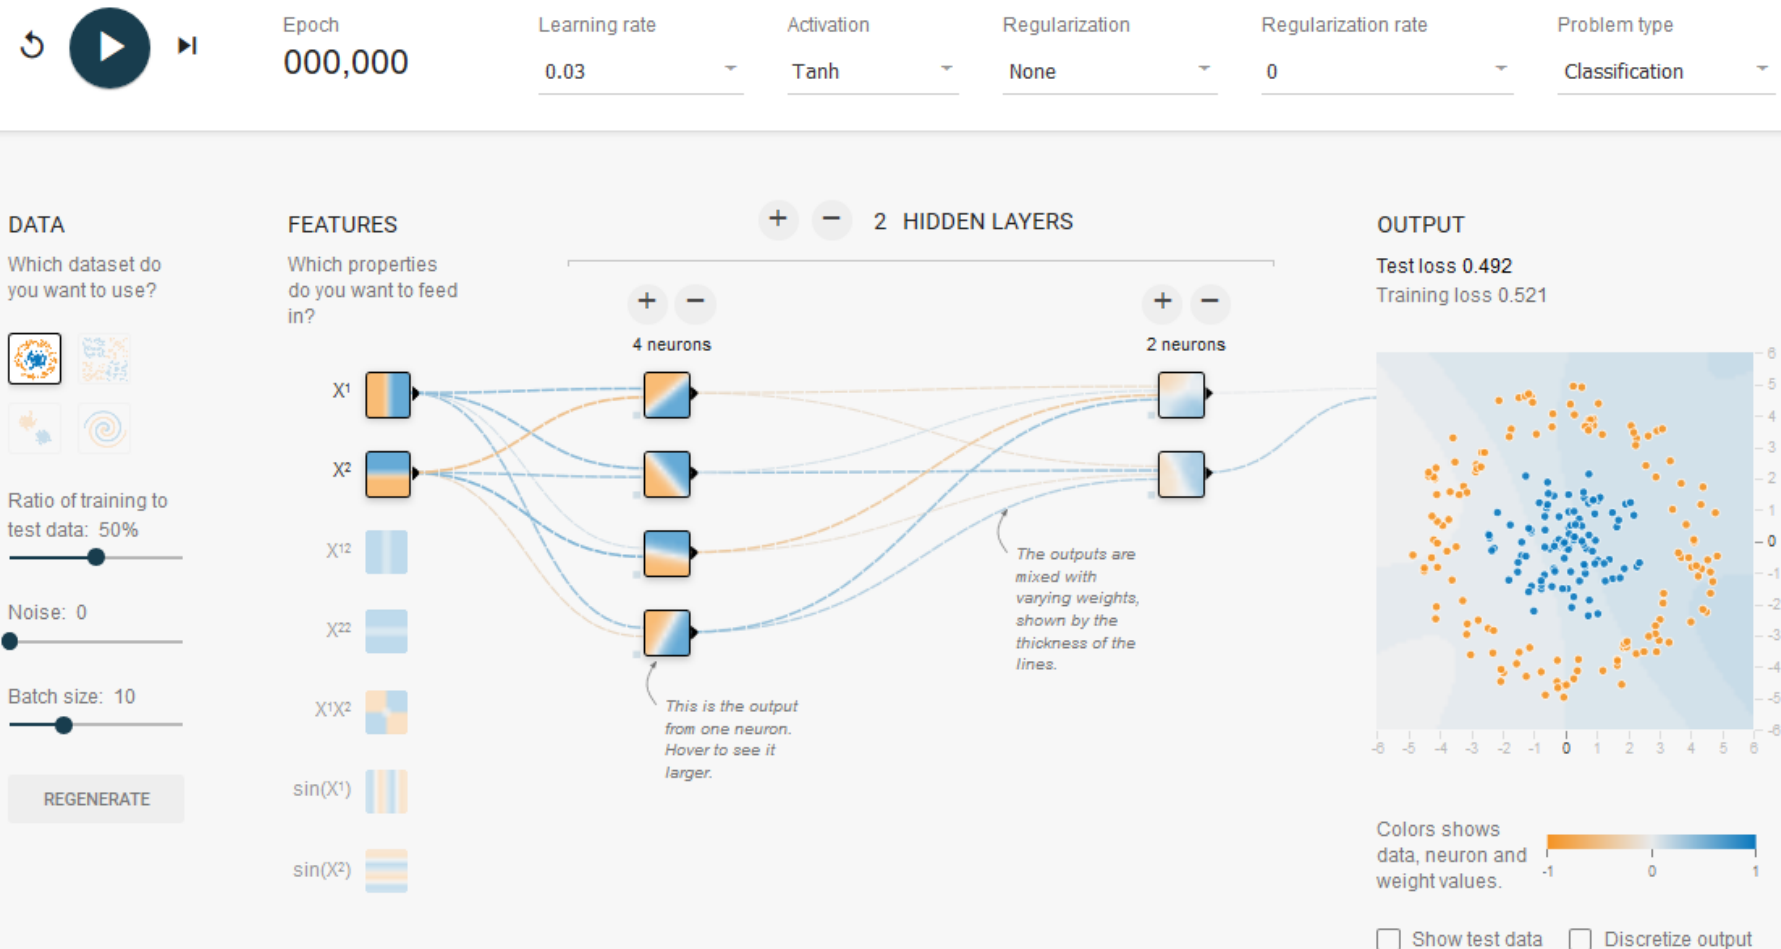 Epoch
000,000
Learning rate
0.03
Activation
Tanh
Regularization
None
Regularization rate
0
Problem type
Classification
DATA
Which dataset do
you want to use?
Ratio of training to
test data: 50%
Noise: 0
Batch size: 10
REGENERATE
FEATURES
Which properties
do you want to feed
in?
X1
X2
X12
X22
X1X2
sin(X1)
sin(X2)
+ − 2 HIDDEN LAYERS
+ −
4 neurons
+ −
2 neurons
This is the output
from one neuron.
Hover to see it
larger.
The outputs are
mixed with
varying weights,
shown by the
thickness of the
lines.
OUTPUT
Test loss 0.492
Training loss 0.521
6
5
4
3
2
1
0
-1
-2
-3
-4
-5
-6
-6 -5 -4 -3 -2 -1 0 1 2 3 4 5 6
Colors shows
data, neuron and
weight values.
-1 0 1
Show test data
Discretize output